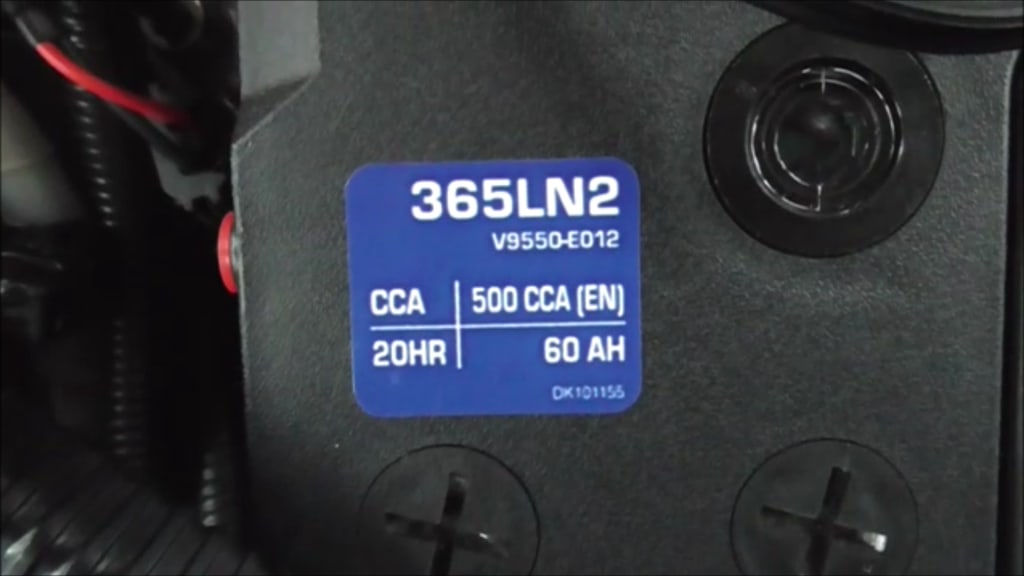 365LN2
V9550-E012
CCA 500 CCA (EN)
20HR 60 AH
DK101155